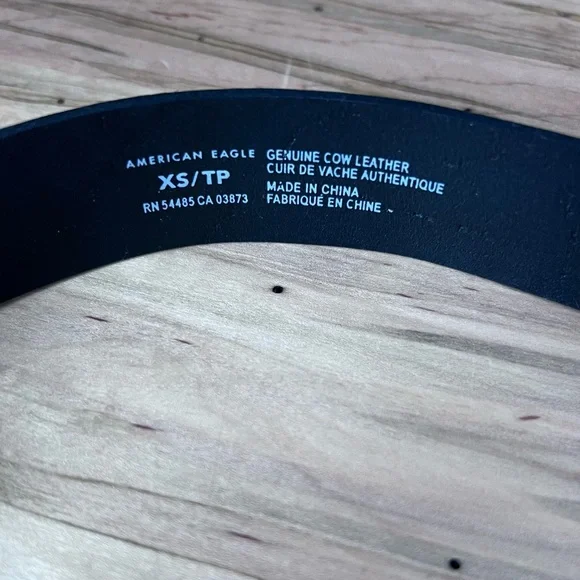 AMERICAN EAGLE
XS/TP
RN 54485 CA 03873
GENUINE COW LEATHER
CUIR DE VACHE AUTHENTIQUE
MADE IN CHINA
FABRIQUÉ EN CHINE